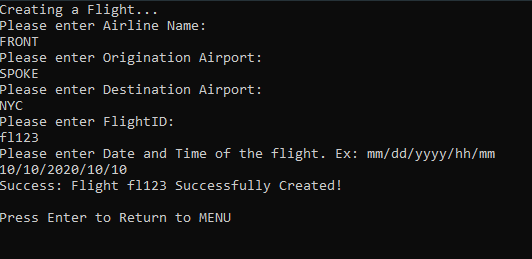 Creating a Flight...
Please enter Airline Name:
FRONT
Please enter Origination Airport:
SPOKE
Please enter Destination Airport:
NYC
Please enter FlightID:
fl123
Please enter Date and Time of the flight. Ex: mm/dd/yyyy/hh/mm
10/10/2020/10/10
Success: Flight fl123 Successfully Created!
Press Enter to Return to MENU